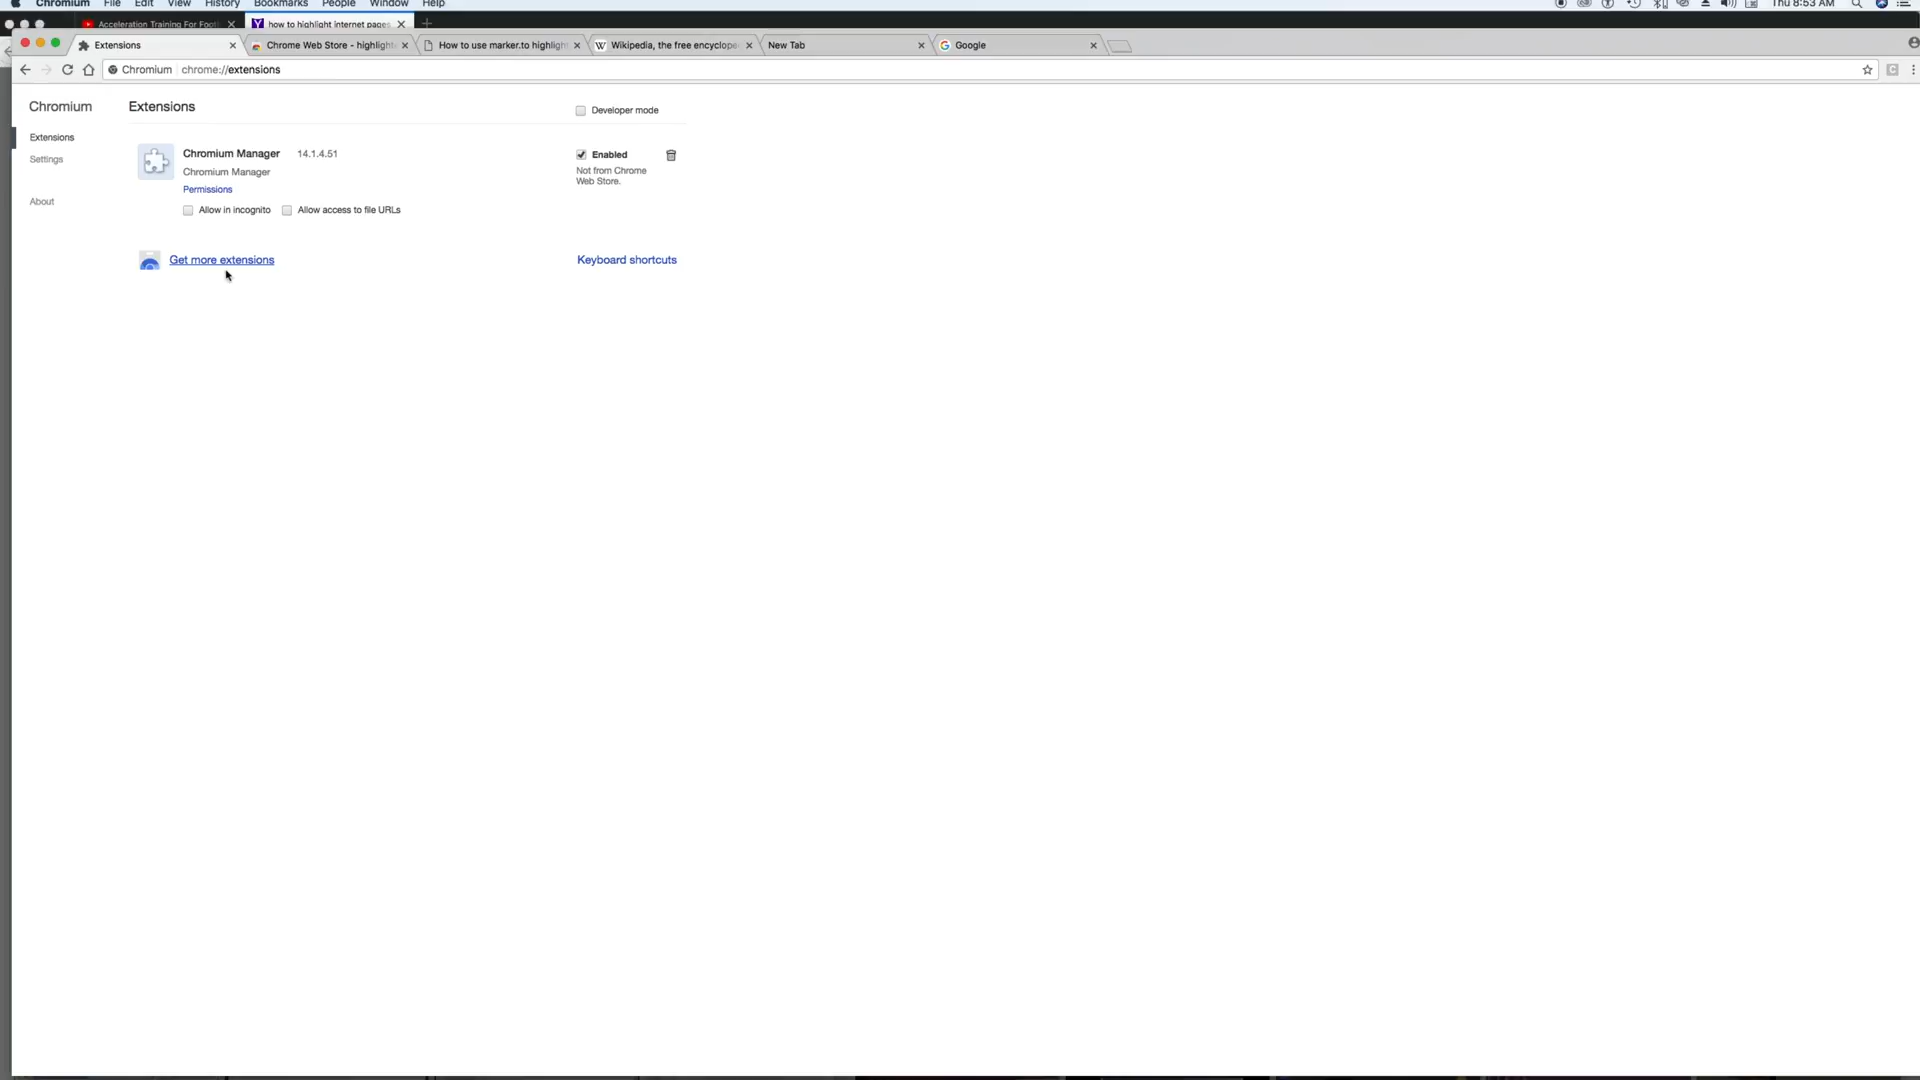 Chromium File Edit View History Bookmarks People Window Help Thu 8:53 AM
Acceleration Training For Foot how to highlight internet pages
Extensions Chrome Web Store - highlight How to use marker.to highligh Wikipedia, the free encyclope New Tab Google
Chromium chrome://extensions
Chromium Extensions Developer mode
Extensions
Settings
About
Chromium Manager 14.1.4.51 Enabled
Chromium Manager Not from Chrome
Web Store.
Permissions
Allow in incognito Allow access to file URLs
Get more extensions Keyboard shortcuts